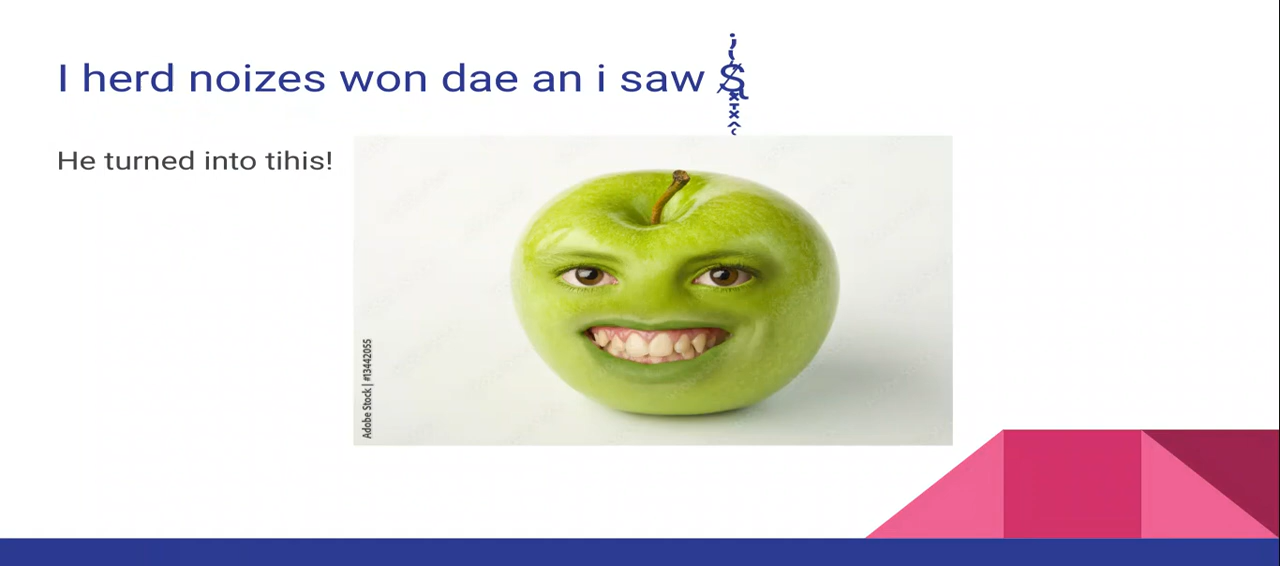 I herd noizes won dae an i saw
He turned into tihis!
Adobe Stock | #13442055